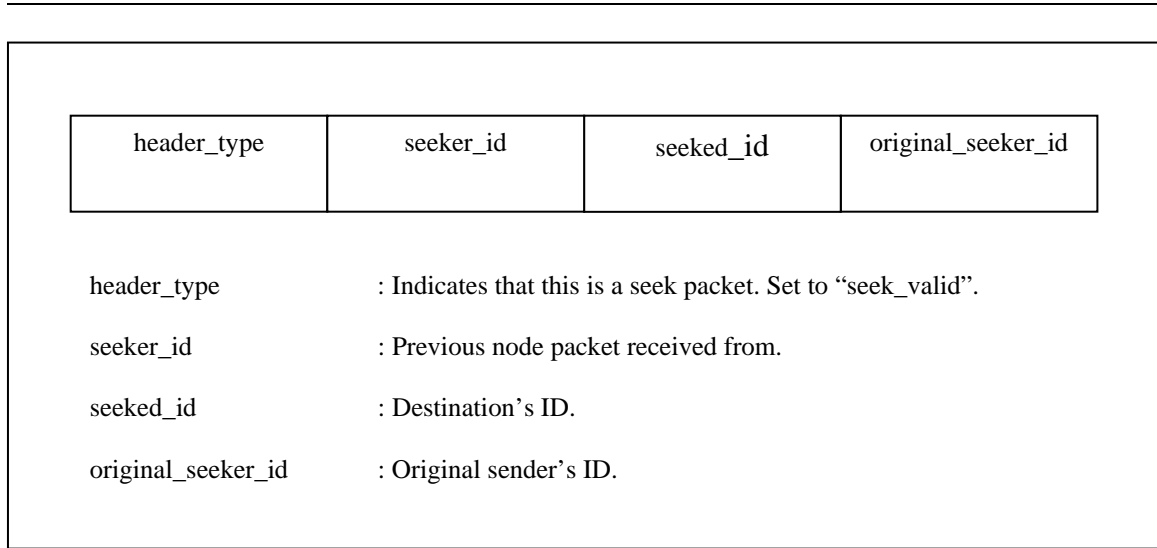 header_type seeker_id seeked_id original_seeker_id
header_type : Indicates that this is a seek packet. Set to “seek_valid”.
seeker_id : Previous node packet received from.
seeked_id : Destination’s ID.
original_seeker_id : Original sender’s ID.